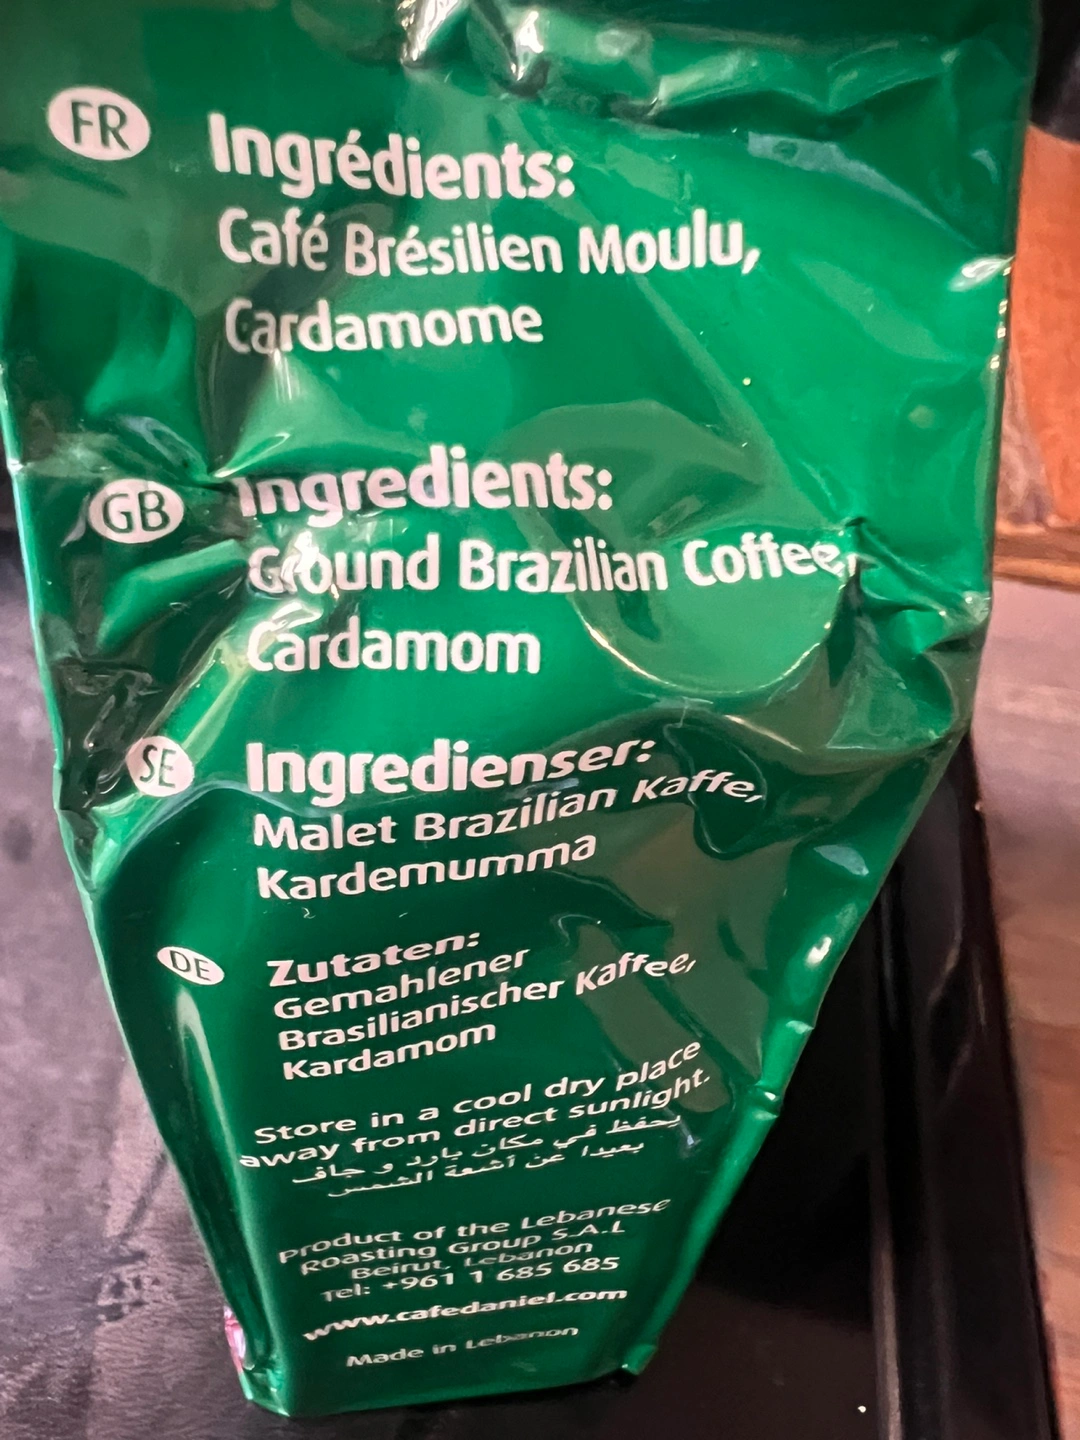 FR
Ingrédients:
Café Brésilien Moulu,
Cardamome
GB
Ingredients:
Ground Brazilian Coffee,
Cardamom
SE
Ingredienser:
Malet Brazilian Kaffe,
Kardemumma
DE
Zutaten:
Gemahlener
Brasilianischer Kaffee,
Kardamom
Store in a cool dry place
away from direct sunlight.
يحفظ في مكان بارد و جاف
بعيدا عن أشعة الشمس
Product of the Lebanese
Roasting Group S.A.L
Beirut, Lebanon
Tel: +961 1 685 685
www.cafedaniel.com
Made in Lebanon